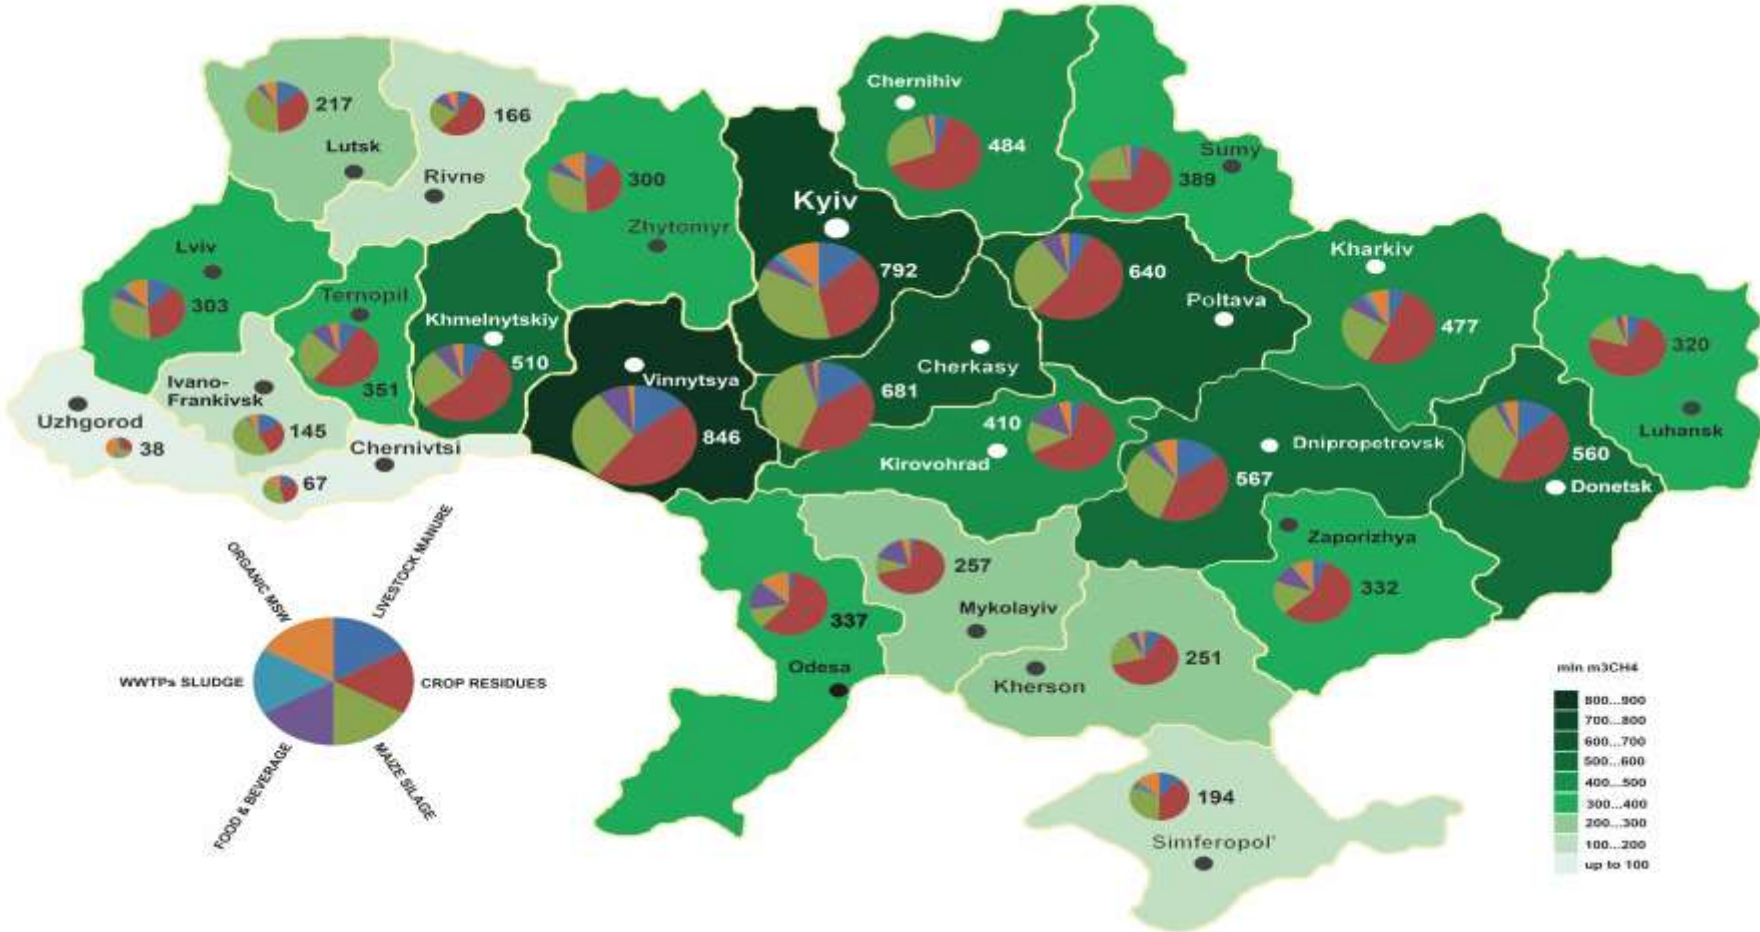 Chernihiv
484
Sumy
389
217
Lutsk
166
Rivne
300
Zhytomyr
Kyiv
792
640
Poltava
Kharkiv
477
320
Luhansk
Lviv
303
Ternopil
351
Khmelnytskiy
510
Vinnytsya
846
Cherkasy
681
410
Kirovohrad
Dnipropetrovsk
567
560
Donetsk
Ivano-
Frankivsk
145
Uzhgorod
38
Chernivtsi
67
Zaporizhya
332
257
Mykolayiv
337
Odesa
251
Kherson
194
Simferopol'
ORGANIC MSW
LIVESTOCK MANURE
WWTPs SLUDGE
CROP RESIDUES
FOOD & BEVERAGE
MAIZE SILAGE
mln m3CH4
800...900
700...800
600...700
500...600
400...500
300...400
200...300
100...200
up to 100